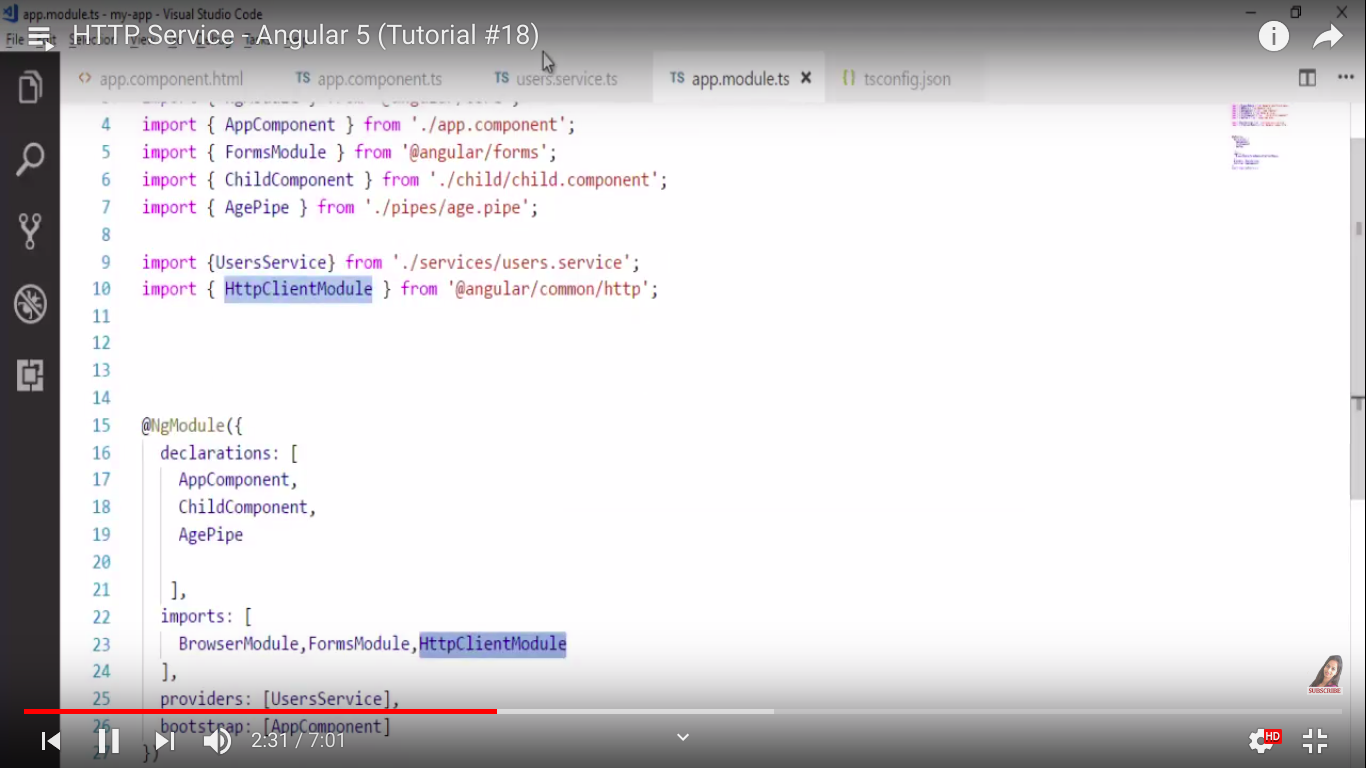 app.module.ts - my-app - Visual Studio Code
HTTP Service - Angular 5 (Tutorial #18)
File
<> app.component.html TS app.component.ts TS users.service.ts TS app.module.ts × {} tsconfig.json •••
4 import { AppComponent } from './app.component';
5 import { FormsModule } from '@angular/forms';
6 import { ChildComponent } from './child/child.component';
7 import { AgePipe } from './pipes/age.pipe';
8
9 import {UsersService} from './services/users.service';
10 import { HttpClientModule } from '@angular/common/http';
11
12
13
14
15 @NgModule({
16 declarations: [
17 AppComponent,
18 ChildComponent,
19 AgePipe
20
21 ],
22 imports: [
23 BrowserModule,FormsModule,HttpClientModule
24 ],
25 providers: [UsersService],
26 bootstrap: [AppComponent]
27 })
2:31 / 7:01
HD
SUBSCRIBE